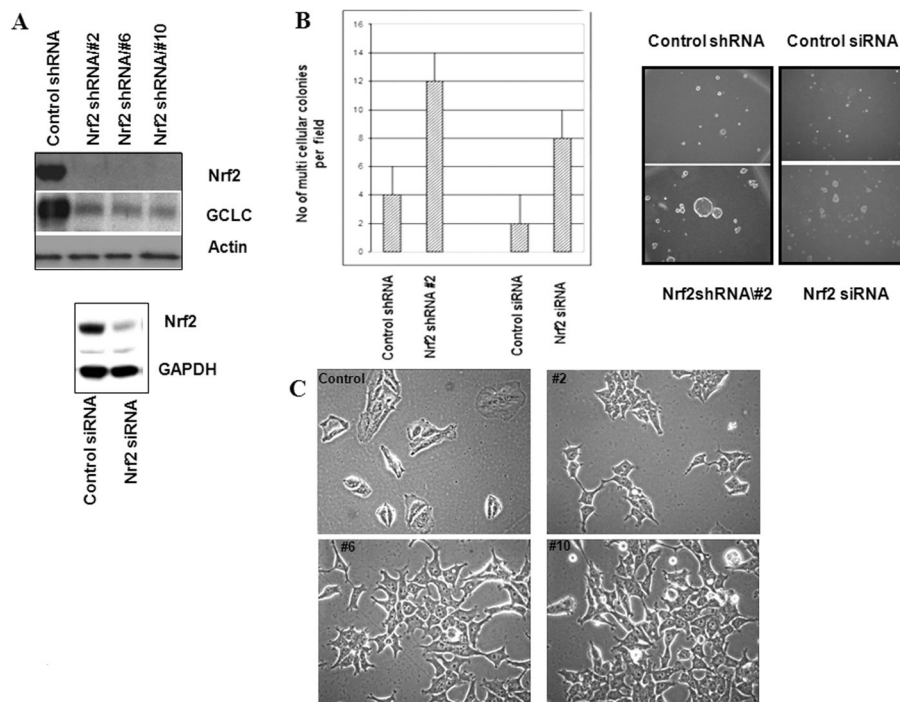 A
Control shRNA
Nrf2 shRNA/#2
Nrf2 shRNA/#6
Nrf2 shRNA/#10
Nrf2
GCLC
Actin
Nrf2
GAPDH
Control siRNA
Nrf2 siRNA
B
No of multi cellular colonies
per field
16
14
12
10
8
6
4
2
0
Control shRNA
Nrf2 shRNA #2
Control siRNA
Nrf2 siRNA
Control shRNA
Control siRNA
Nrf2shRNA\#2
Nrf2 siRNA
C
Control
#2
#6
#10